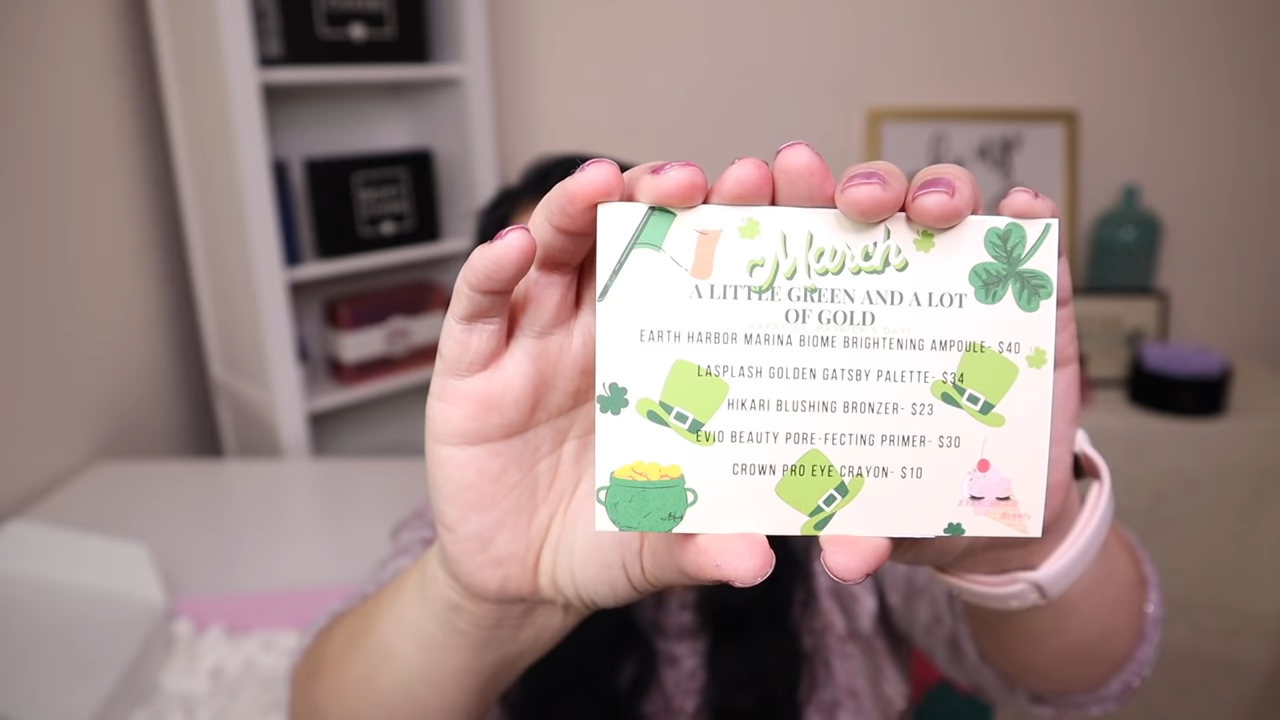 March
A LITTLE GREEN AND A LOT
OF GOLD
EARTH HARBOR MARINA BIOME BRIGHTENING AMPOULE- $40
LASPLASH GOLDEN GATSBY PALETTE- $34
HIKARI BLUSHING BRONZER- $23
EVIO BEAUTY PORE-FECTING PRIMER- $30
CROWN PRO EYE CRAYON- $10